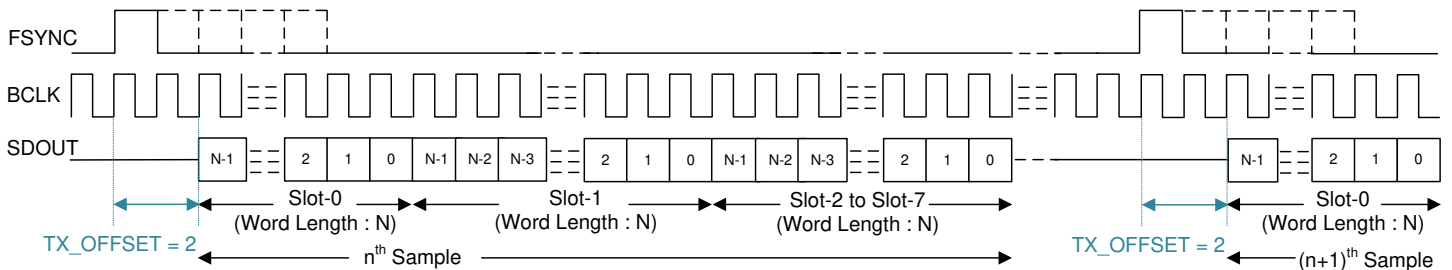 FSYNC
BCLK
SDOUT
N-1 2 1 0 N-1 N-2 N-3 2 1 0 N-1 N-2 N-3 2 1 0 N-1 2 1 0
Slot-0 Slot-1 Slot-2 to Slot-7 Slot-0
(Word Length : N) (Word Length : N) (Word Length : N) (Word Length : N)
TX_OFFSET = 2 TX_OFFSET = 2
nth Sample (n+1)th Sample